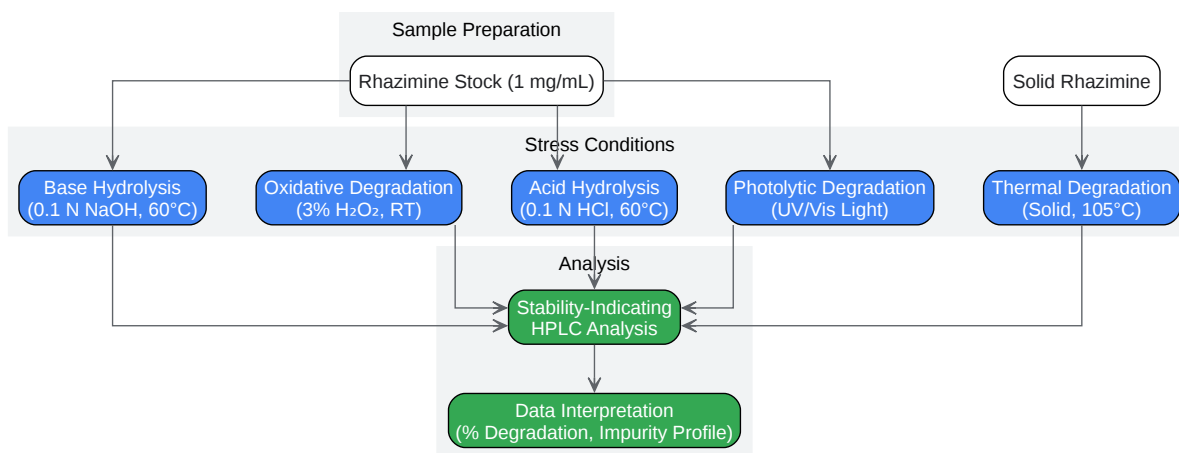 Sample Preparation
Rhazimine Stock (1 mg/mL)
Solid Rhazimine
Stress Conditions
Base Hydrolysis
(0.1 N NaOH, 60°C)
Oxidative Degradation
(3% H₂O₂, RT)
Acid Hydrolysis
(0.1 N HCl, 60°C)
Photolytic Degradation
(UV/Vis Light)
Thermal Degradation
(Solid, 105°C)
Analysis
Stability-Indicating
HPLC Analysis
Data Interpretation
(% Degradation, Impurity Profile)